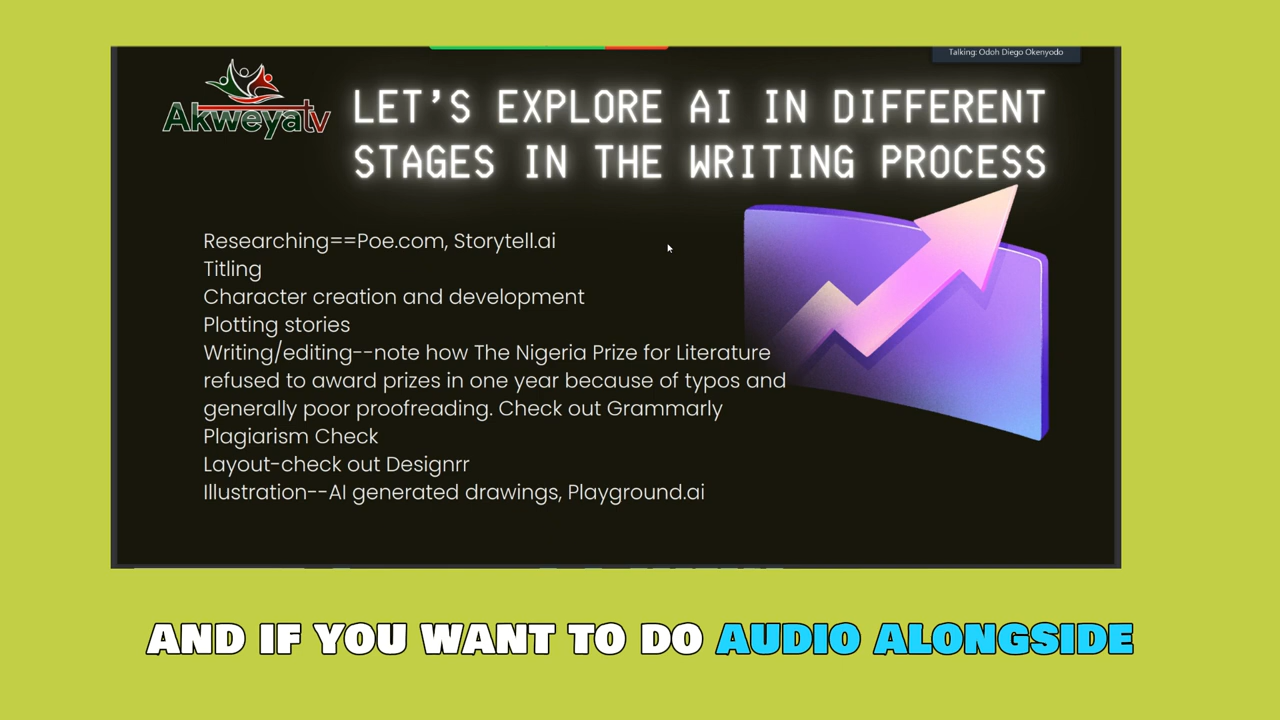 Talking: Odoh Diego Okenyodo
Akweyatv
LET'S EXPLORE AI IN DIFFERENT
STAGES IN THE WRITING PROCESS
Researching==Poe.com, Storytell.ai
Titling
Character creation and development
Plotting stories
Writing/editing--note how The Nigeria Prize for Literature
refused to award prizes in one year because of typos and
generally poor proofreading. Check out Grammarly
Plagiarism Check
Layout-check out Designrr
Illustration--AI generated drawings, Playground.ai
AND IF YOU WANT TO DO AUDIO ALONGSIDE